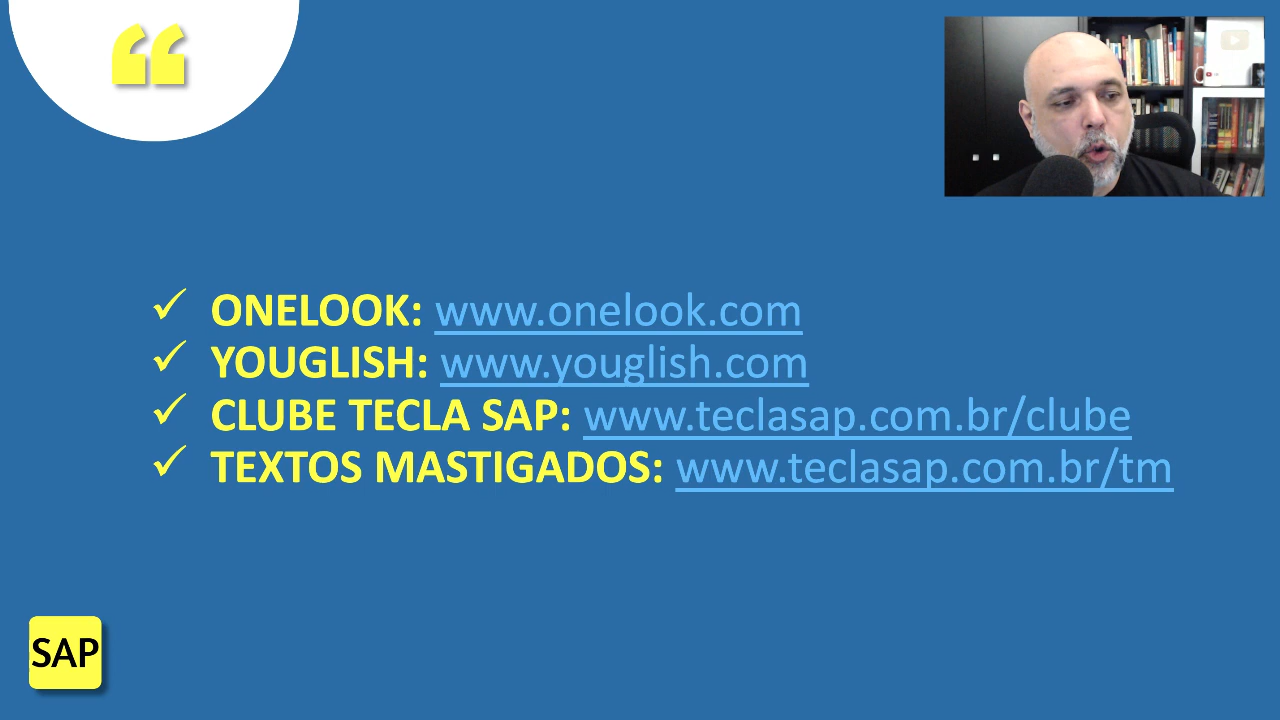 ONELOOK: www.onelook.com
YOUGLISH: www.youglish.com
CLUBE TECLA SAP: www.teclasap.com.br/clube
TEXTOS MASTIGADOS: www.teclasap.com.br/tm
SAP